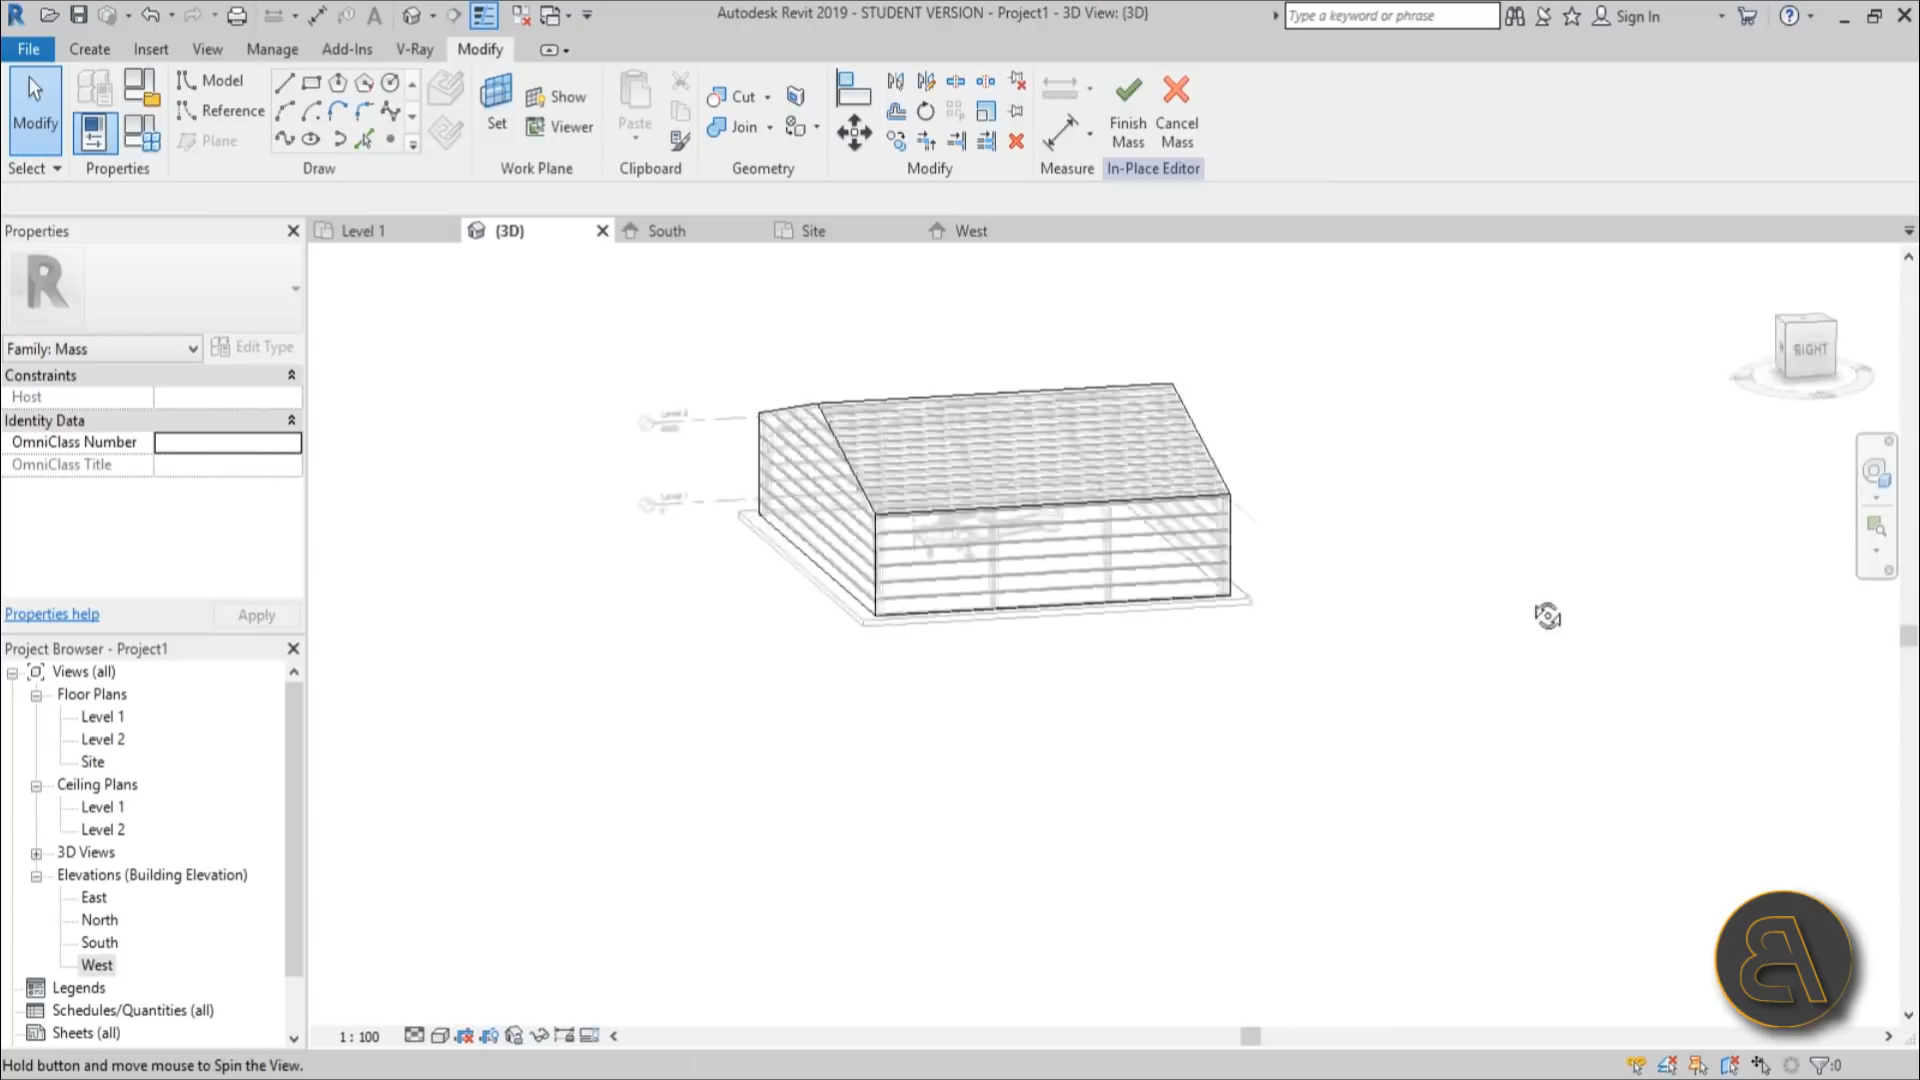 Autodesk Revit 2019 - STUDENT VERSION - Project1 - 3D View: {3D}
Type a keyword or phrase
Sign In
File Create Insert View Manage Add-Ins V-Ray Modify
Modify
Select
Properties
Model
Reference
Plane
Draw
Set
Show
Viewer
Work Plane
Paste
Clipboard
Cut
Join
Geometry
Modify
Measure
Finish Mass
Cancel Mass
In-Place Editor
Properties
Level 1
{3D}
South
Site
West
Family: Mass
Edit Type
Constraints
Host
Identity Data
OmniClass Number
OmniClass Title
Properties help
Apply
Project Browser - Project1
Views (all)
Floor Plans
Level 1
Level 2
Site
Ceiling Plans
Level 1
Level 2
3D Views
Elevations (Building Elevation)
East
North
South
West
Legends
Schedules/Quantities (all)
Sheets (all)
Level 2
Level 1
RIGHT
1 : 100
Hold button and move mouse to Spin the View.
:0